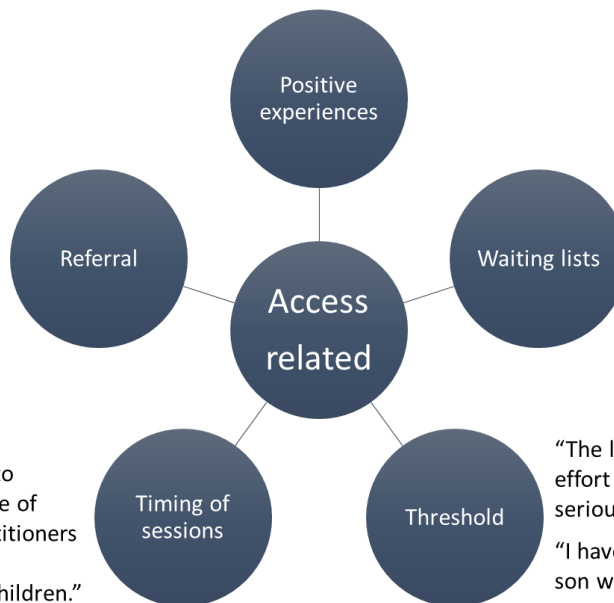 Positive
experiences
Referral
Waiting lists
Access
related
Timing of
sessions
Threshold
to
e of
titioners
hildren.”
“The l
effort
seriou
“I have
son w